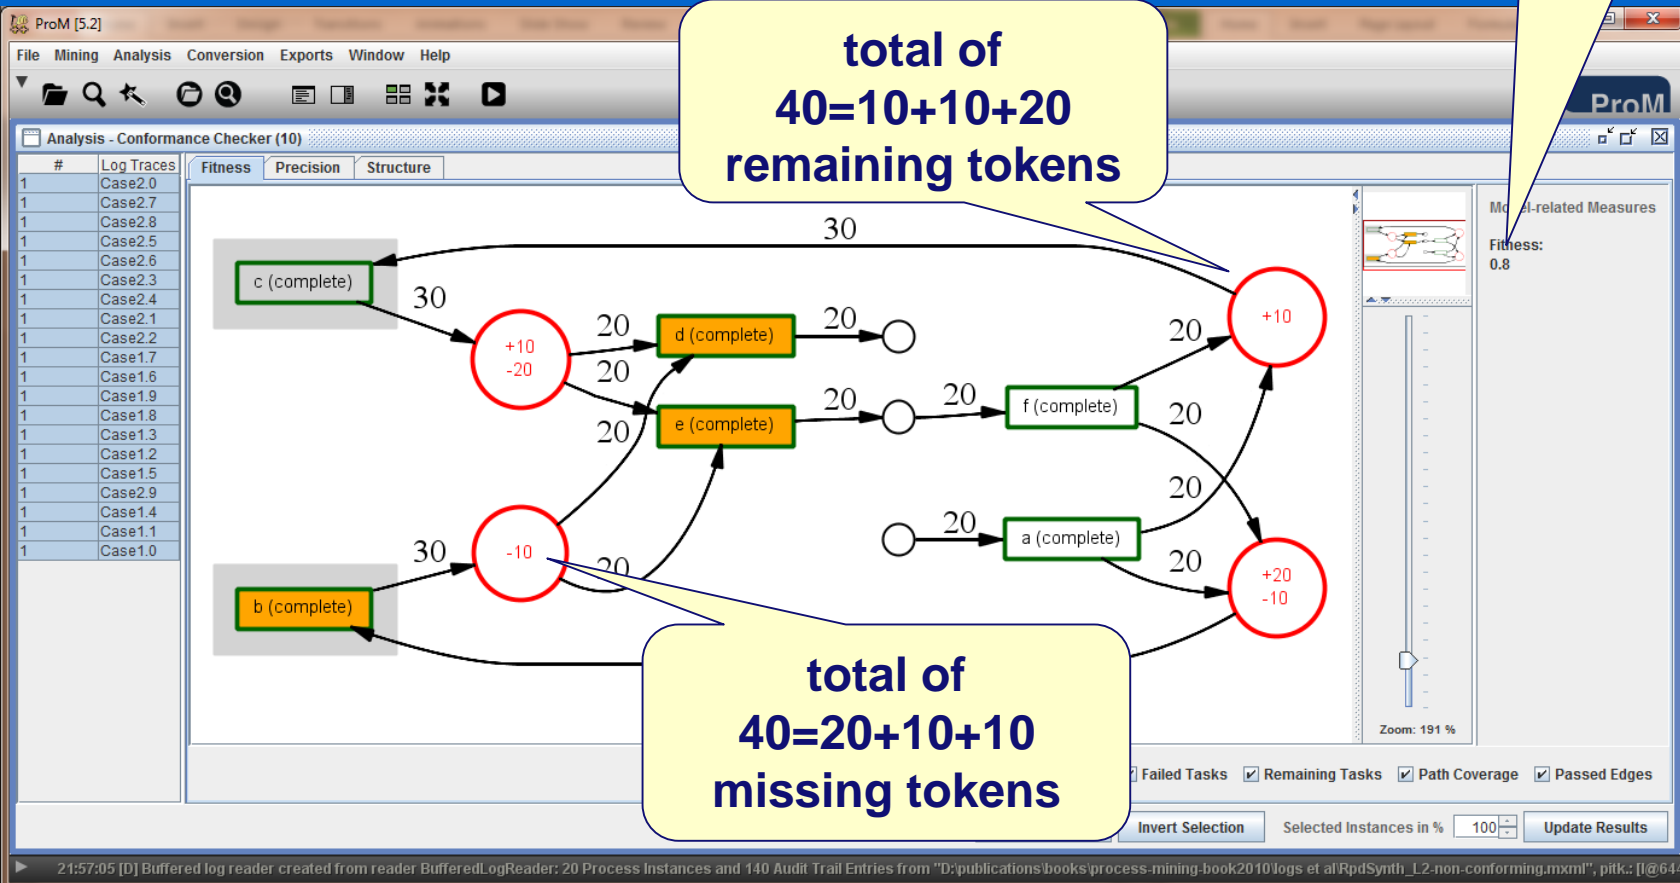 ProM [5.2]
File Mining Analysis Conversion Exports Window Help
ProM
total of
40=10+10+20
remaining tokens
Analysis - Conformance Checker (10)
# Log Traces
1 Case2.0
1 Case2.7
1 Case2.8
1 Case2.5
1 Case2.6
1 Case2.3
1 Case2.4
1 Case2.1
1 Case2.2
1 Case1.7
1 Case1.6
1 Case1.9
1 Case1.8
1 Case1.3
1 Case1.2
1 Case1.5
1 Case2.9
1 Case1.4
1 Case1.1
1 Case1.0
Fitness Precision Structure
30
c (complete)
30
+10
-20
20
20
d (complete)
20
20
e (complete)
20
20
f (complete)
20
20
+10
20
a (complete)
20
20
+20
-10
b (complete)
30
-10
20
total of
40=20+10+10
missing tokens
Model-related Measures
Fitness:
0.8
Zoom: 191 %
Failed Tasks Remaining Tasks Path Coverage Passed Edges
Invert Selection Selected Instances in % 100 Update Results
21:57:05 [D] Buffered log reader created from reader BufferedLogReader: 20 Process Instances and 140 Audit Trail Entries from "D:\publications\books\process-mining-book2010\logs et al\RpdSynth_L2-non-conforming.mxml", pitk.: [I@64